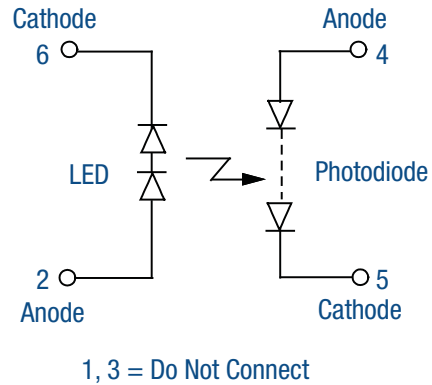 Cathode
6
Anode
4
LED
Photodiode
2
Anode
5
Cathode
1, 3 = Do Not Connect